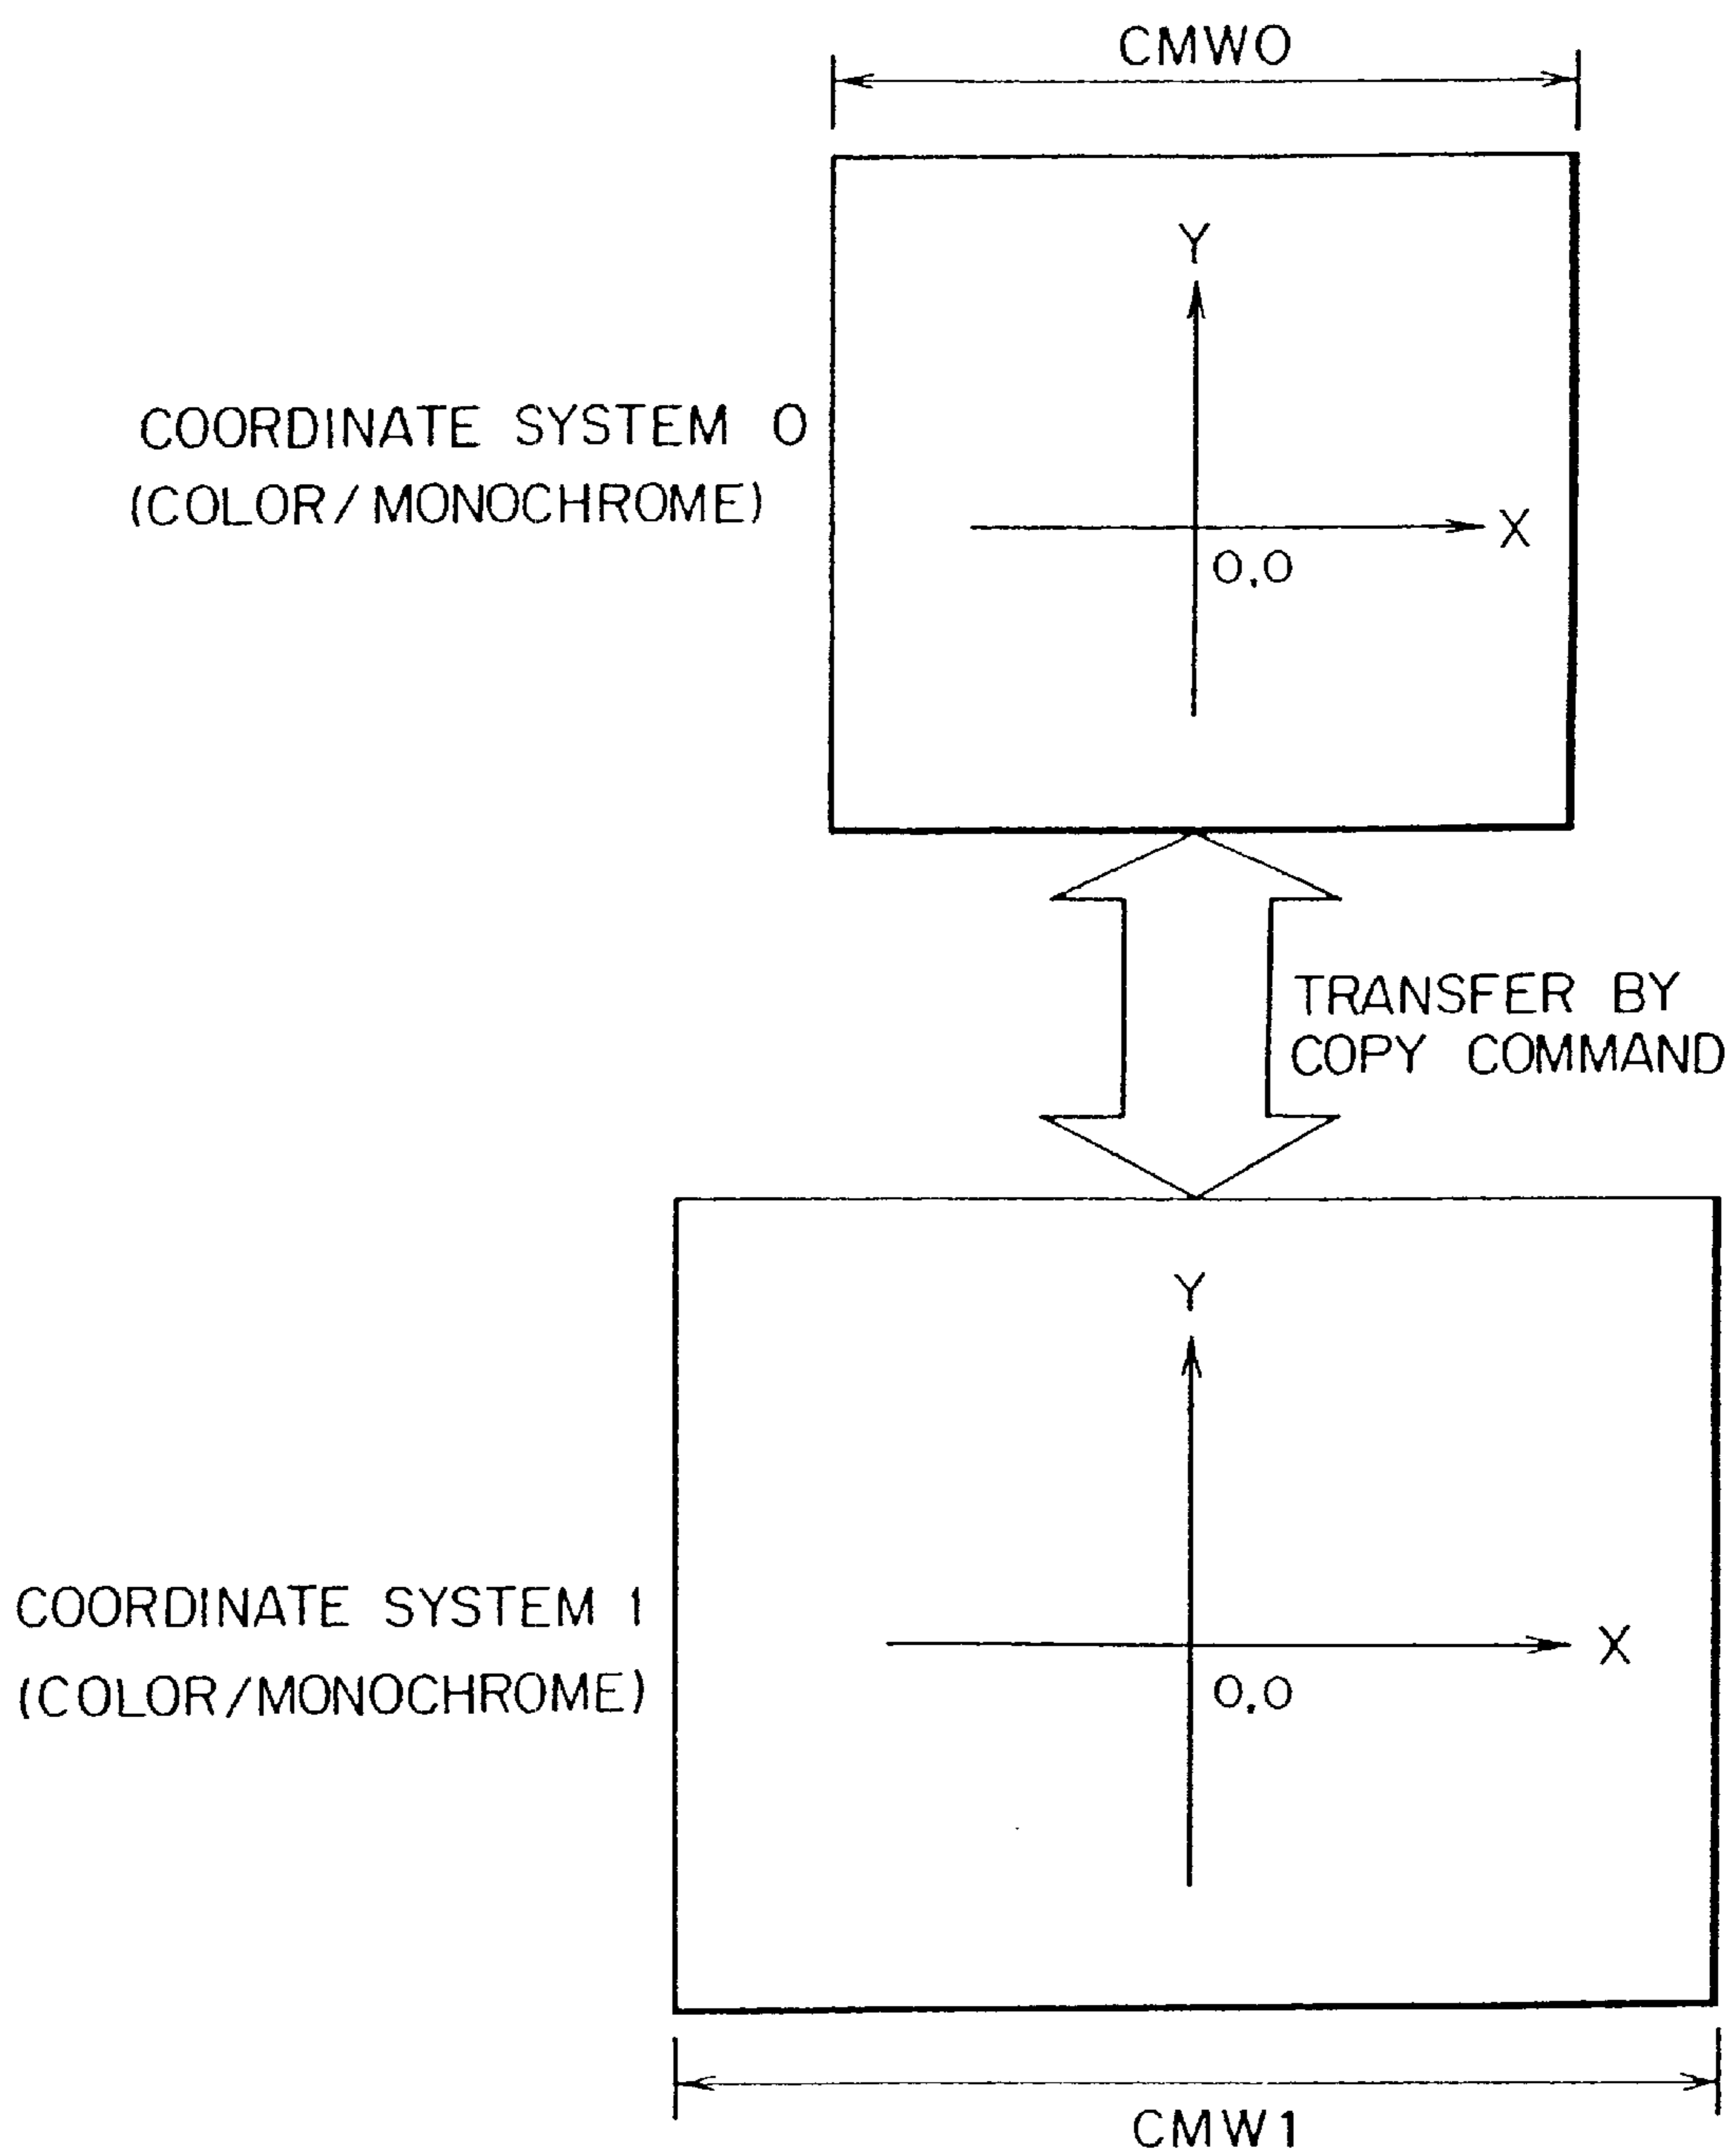 CMW0
Y
COORDINATE SYSTEM 0
(COLOR/MONOCHROME)
X
0,0
TRANSFER BY
COPY COMMAND
Y
COORDINATE SYSTEM 1
(COLOR/MONOCHROME)
X
0,0
CMW1